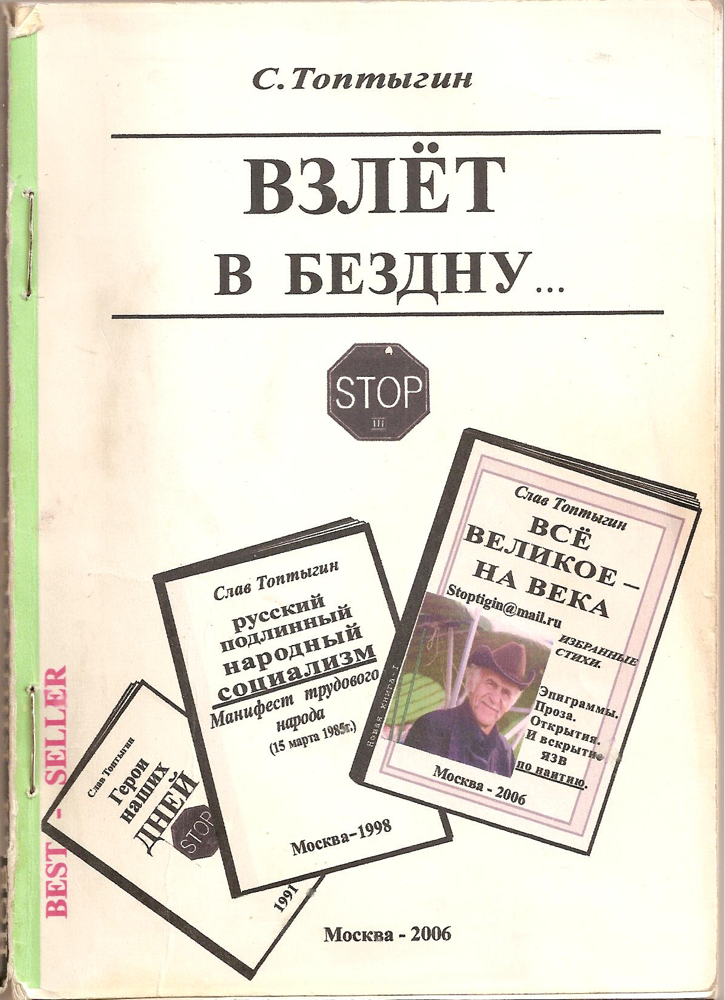 С. Топтыгин
ВЗЛЁТ
В БЕЗДНУ...
STOP
III
Слав Топтыгин
ВСЁ
ВЕЛИКОЕ –
НА ВЕКА
Stoptigin@mail.ru
ИЗБРАННЫЕ
СТИХИ.
Эпиграммы.
Проза.
Открытия.
И вскрытие
ЯЗВ
по наитию.
Москва - 2006
Новая книга-I
Слав Топтыгин
русский
подлинный
народный
социализм
Манифест трудового
народа
(15 марта 1985г.)
Москва-1998
Слав Топтыгин
Герои
наших
ДНЕЙ
STOP
1991
BEST - SELLER
Москва - 2006